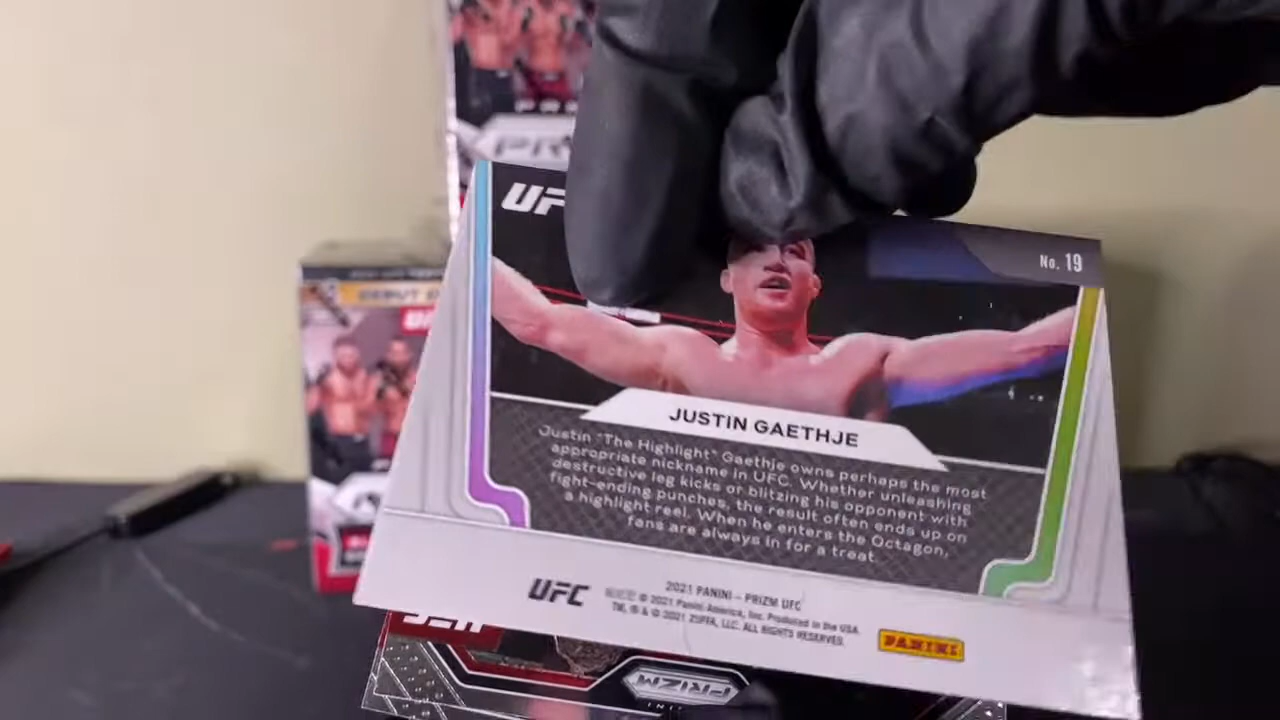 UF
No. 19
JUSTIN GAETHJE
Justin "The Highlight" Gaethje owns perhaps the most
appropriate nickname in UFC. Whether unleashing
destructive leg kicks or blitzing his opponent with
fight-ending punches, the result often ends up on
a highlight reel. When he enters the Octagon,
fans are always in for a treat.
UFC
2021 PANINI – PRIZM UFC
© 2021 Panini America, Inc. Produced in the USA.
TM, ® & © 2021 ZUFFA, LLC. ALL RIGHTS RESERVED.
PANINI
PRIZM